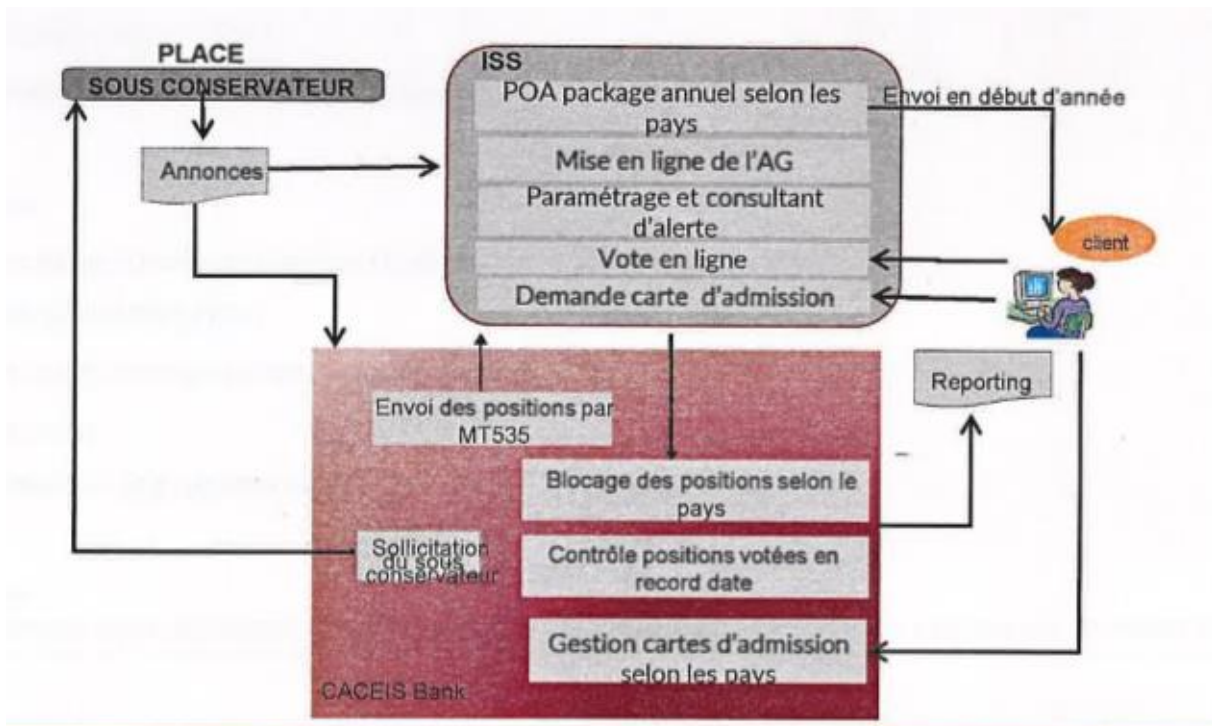 PLACE
SOUS CONSERVATEUR
Annonces
ISS
POA package annuel selon les
pays
Mise en ligne de l'AG
Paramétrage et consultant
d'alerte
Vote en ligne
Demande carte d'admission
Envoi en début d'année
client
Reporting
Envoi des positions par
MT535
Blocage des positions selon le
pays
Sollicitation
du sous
conservateur
Contrôle positions votées en
record date
Gestion cartes d'admission
selon les pays
CACEIS Bank